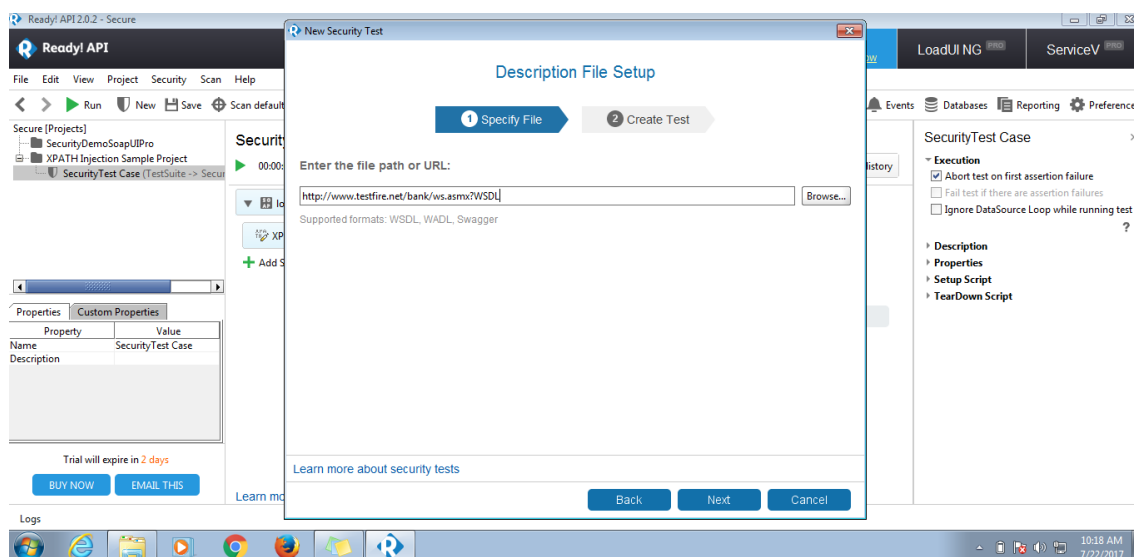 Ready! API 2.0.2 - Secure
Ready! API
LoadUI NG PRO
ServiceV PRO
File Edit View Project Security Scan Help
Run New Save Scan default
Events Databases Reporting Preference
Secure [Projects]
SecurityDemoSoapUIPro
XPATH Injection Sample Project
SecurityTest Case (TestSuite -> Secur
Security
00:00:
lo
XP
Add S
Learn mo
New Security Test
Description File Setup
1 Specify File
2 Create Test
Enter the file path or URL:
http://www.testfire.net/bank/ws.asmx?WSDL
Browse...
Supported formats: WSDL, WADL, Swagger
Learn more about security tests
Back Next Cancel
istory
SecurityTest Case
Execution
Abort test on first assertion failure
Fail test if there are assertion failures
Ignore DataSource Loop while running test
?
Description
Properties
Setup Script
TearDown Script
Properties Custom Properties
Property Value
Name SecurityTest Case
Description
Trial will expire in 2 days
BUY NOW EMAIL THIS
Logs
10:18 AM
7/22/2017